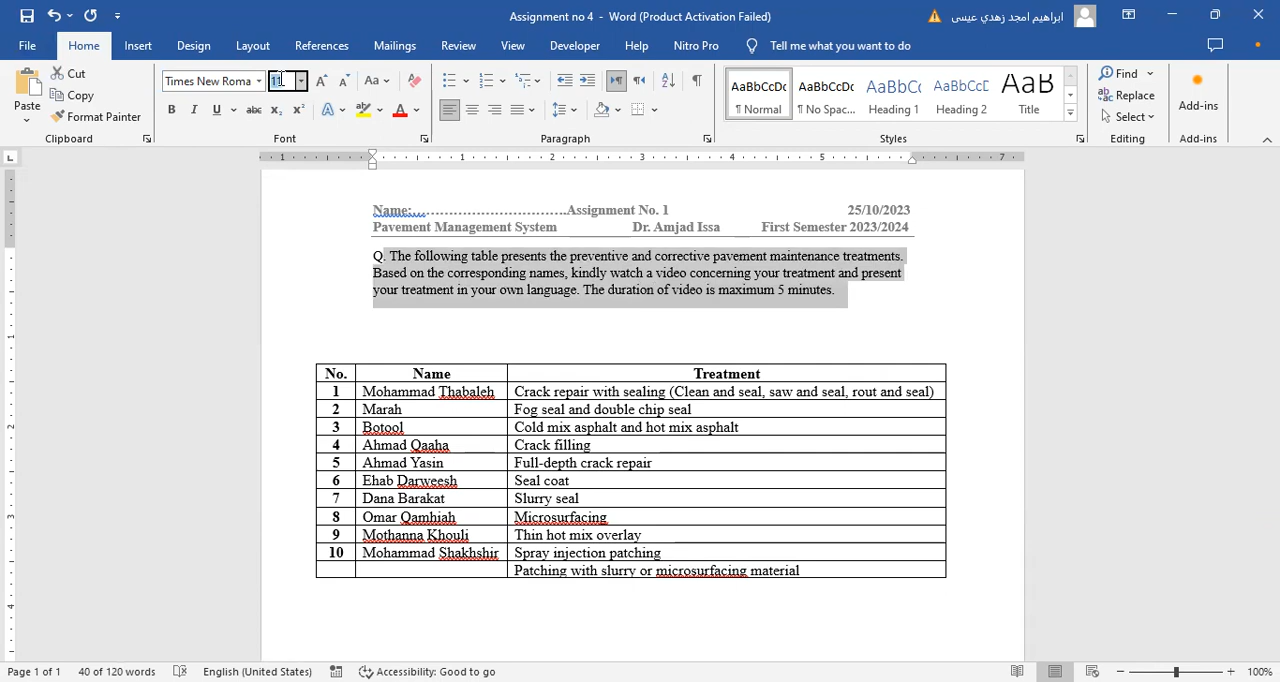 Assignment no 4 - Word (Product Activation Failed)
ابراهيم امجد زهدي عيسى
File Home Insert Design Layout References Mailings Review View Developer Help Nitro Pro Tell me what you want to do
Paste
Cut
Copy
Format Painter
Clipboard
Times New Roma 11
Font
Paragraph
AaBbCcDc AaBbCcDc AaBbCc AaBbCcDc AaB
¶ Normal ¶ No Spac... Heading 1 Heading 2 Title
Styles
Find
Replace
Select
Editing
Add-ins
Add-ins
1 1 2 3 4 5 7
Name:……………………………..Assignment No. 1 25/10/2023
Pavement Management System Dr. Amjad Issa First Semester 2023/2024
Q. The following table presents the preventive and corrective pavement maintenance treatments.
Based on the corresponding names, kindly watch a video concerning your treatment and present
your treatment in your own language. The duration of video is maximum 5 minutes.
No. Name Treatment
1 Mohammad Thabaleh Crack repair with sealing (Clean and seal, saw and seal, rout and seal)
2 Marah Fog seal and double chip seal
3 Botool Cold mix asphalt and hot mix asphalt
4 Ahmad Qaaha Crack filling
5 Ahmad Yasin Full-depth crack repair
6 Ehab Darweesh Seal coat
7 Dana Barakat Slurry seal
8 Omar Qamhiah Microsurfacing
9 Mothanna Khouli Thin hot mix overlay
10 Mohammad Shakhshir Spray injection patching
Patching with slurry or microsurfacing material
Page 1 of 1 40 of 120 words English (United States) Accessibility: Good to go 100%